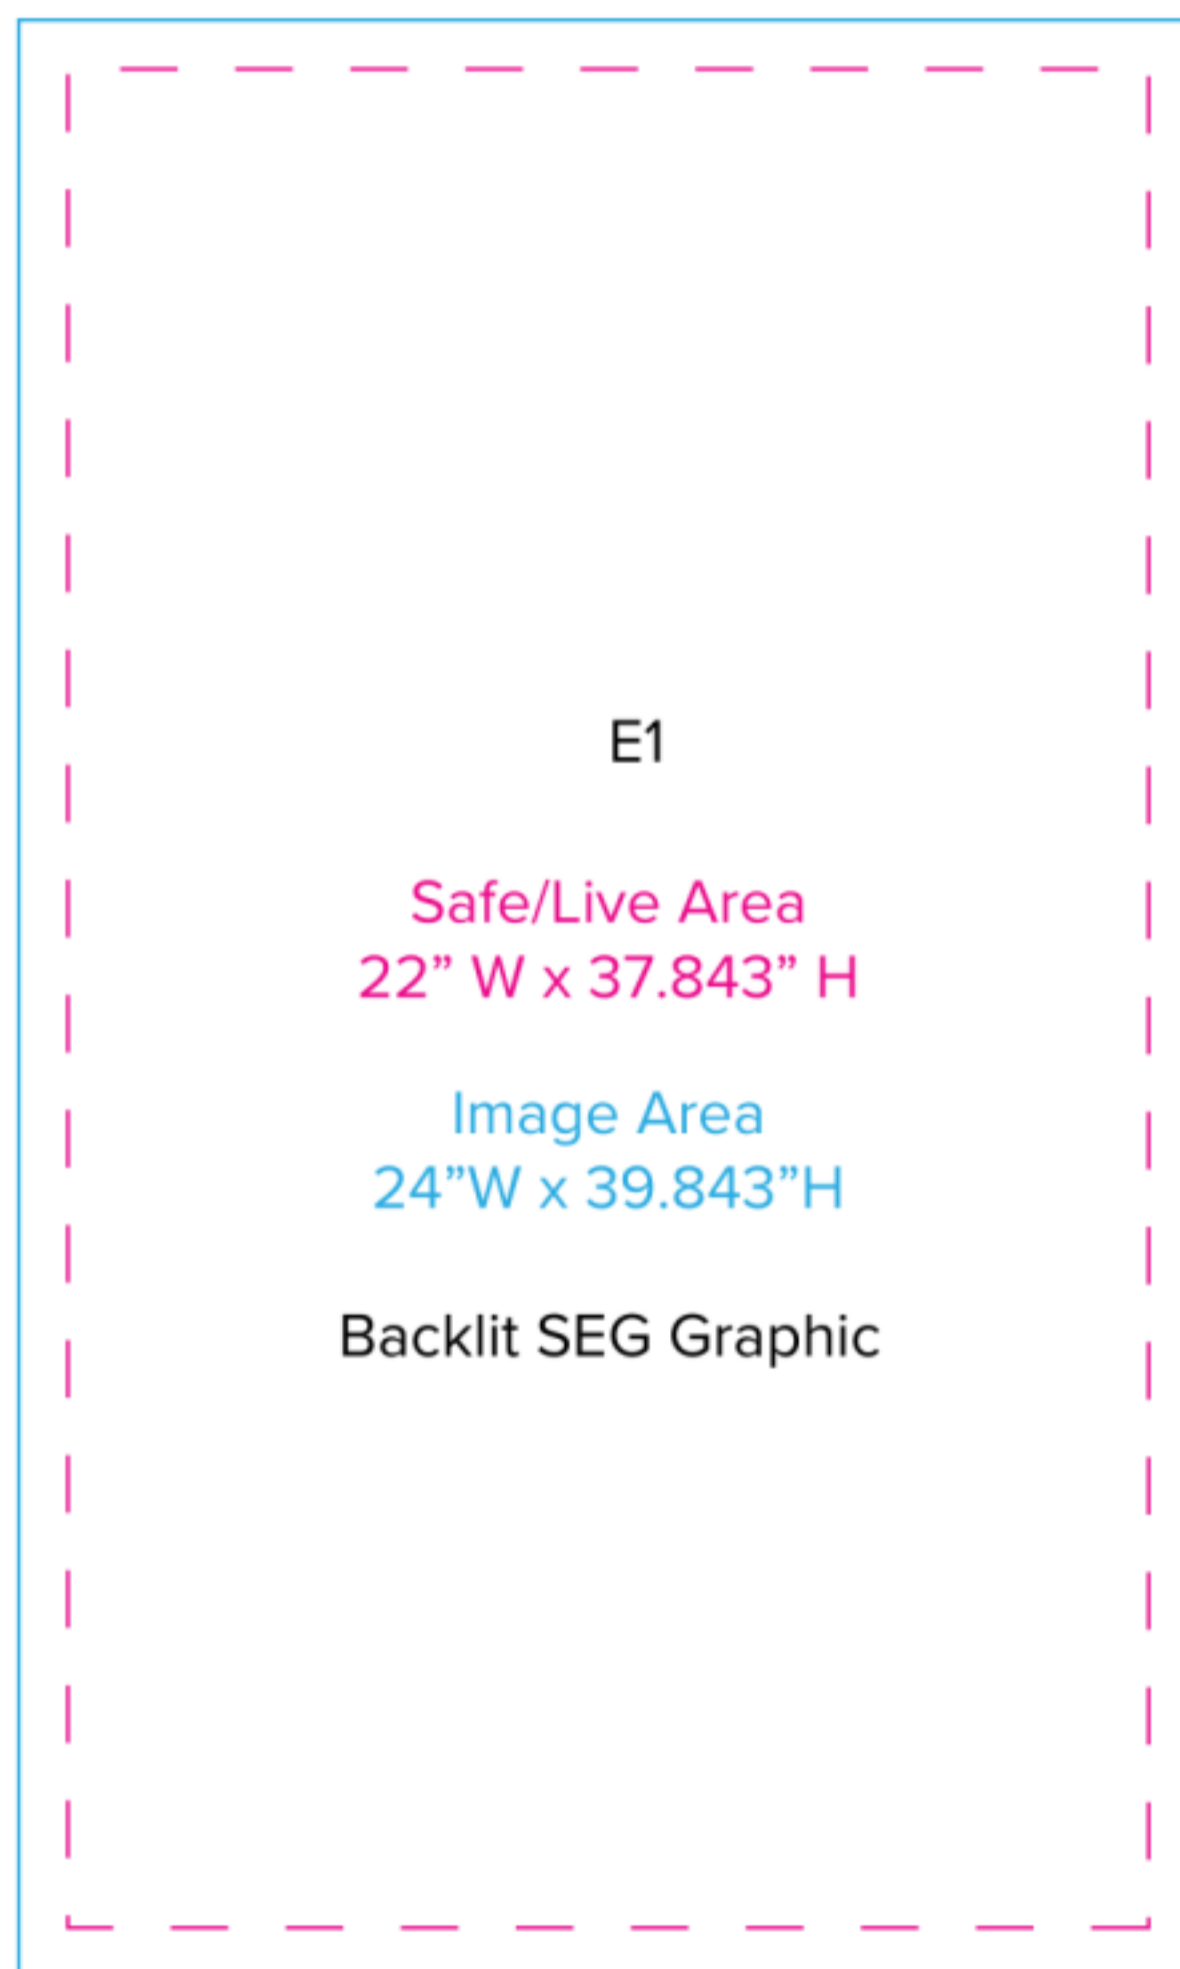 E1
Safe/Live Area
22” W x 37.843” H
Image Area
24”W x 39.843”H
Backlit SEG Graphic